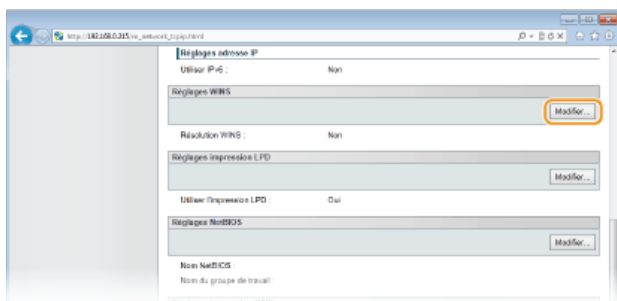 http://192.168.0.215/m_network_tcpip.html
Réglages adresse IP
Utiliser IPv6 : Non
Réglages WINS
Modifier...
Résolution WINS : Non
Réglages impression LPD
Modifier...
Utiliser l'impression LPD : Oui
Réglages NetBIOS
Modifier...
Nom NetBIOS :
Nom du groupe de travail :